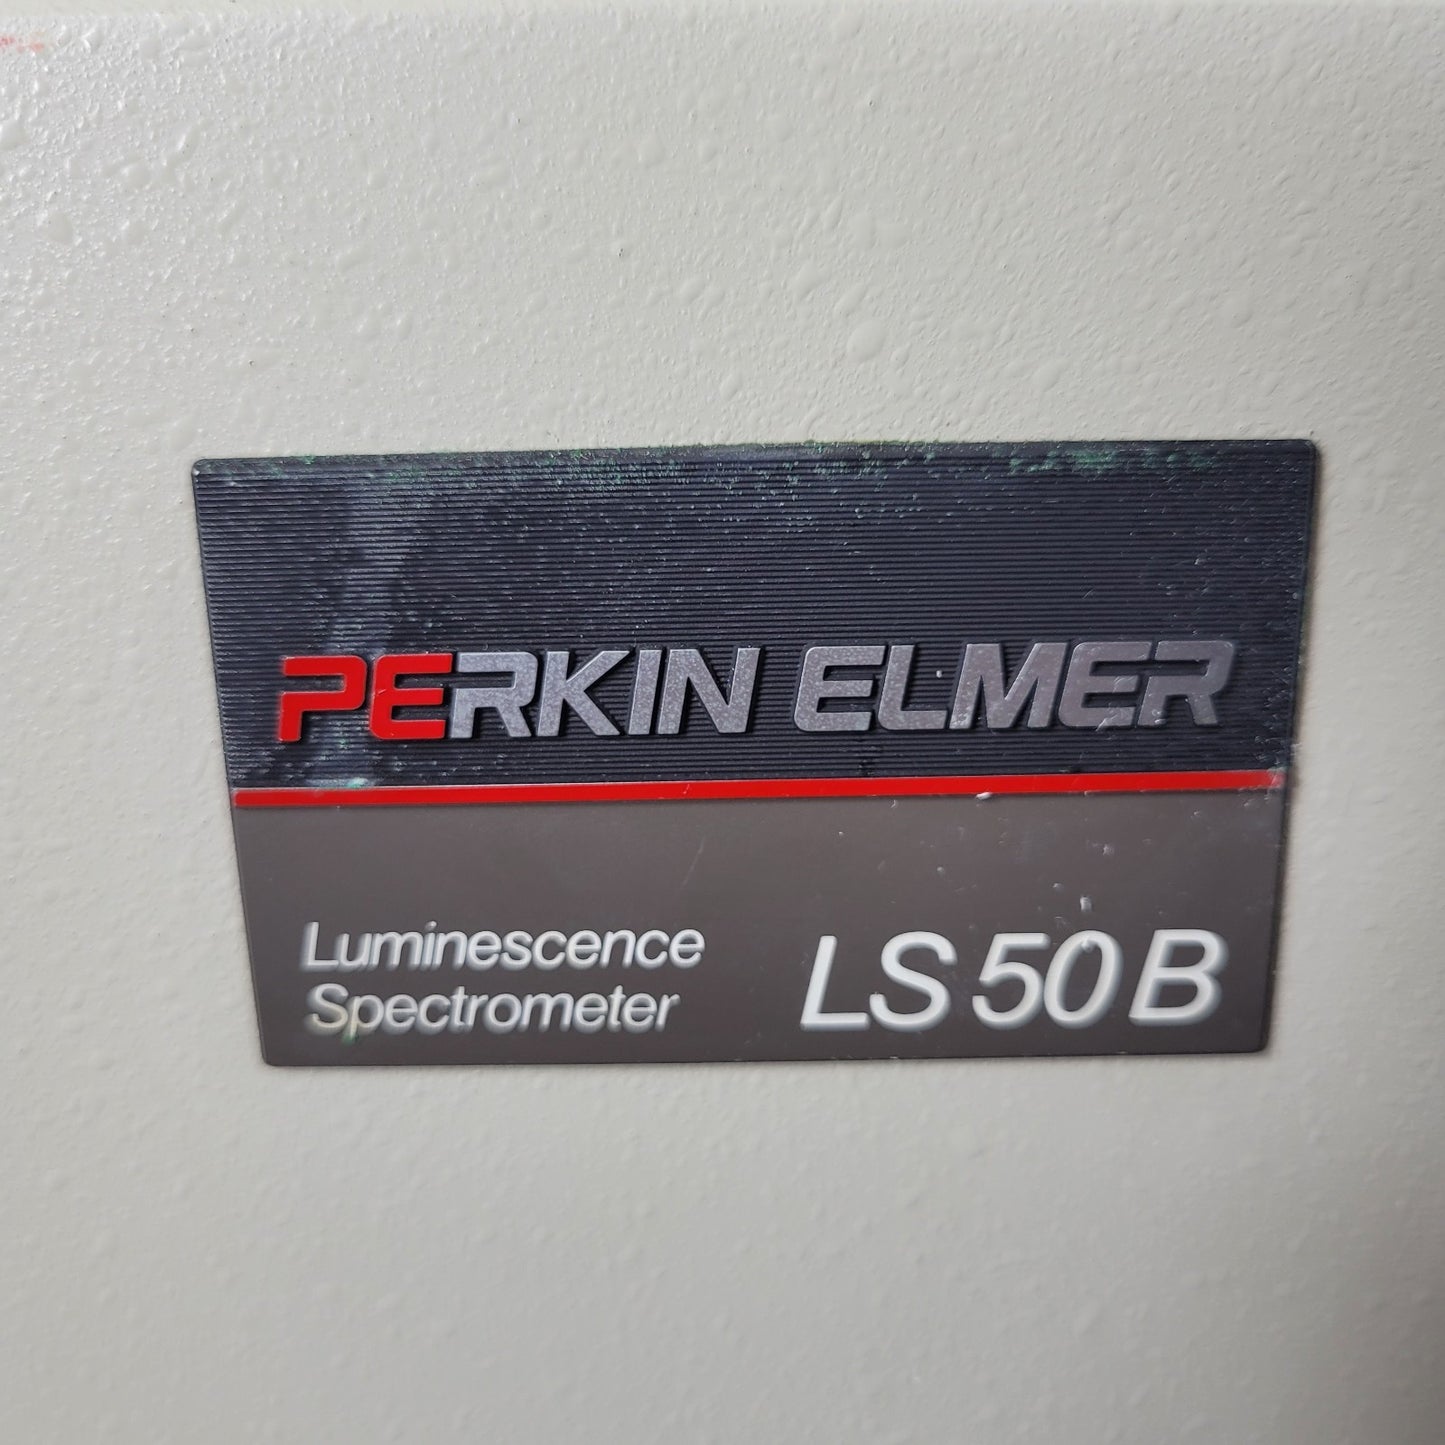 PERKIN ELMER
Luminescence
Spectrometer
LS 50 B